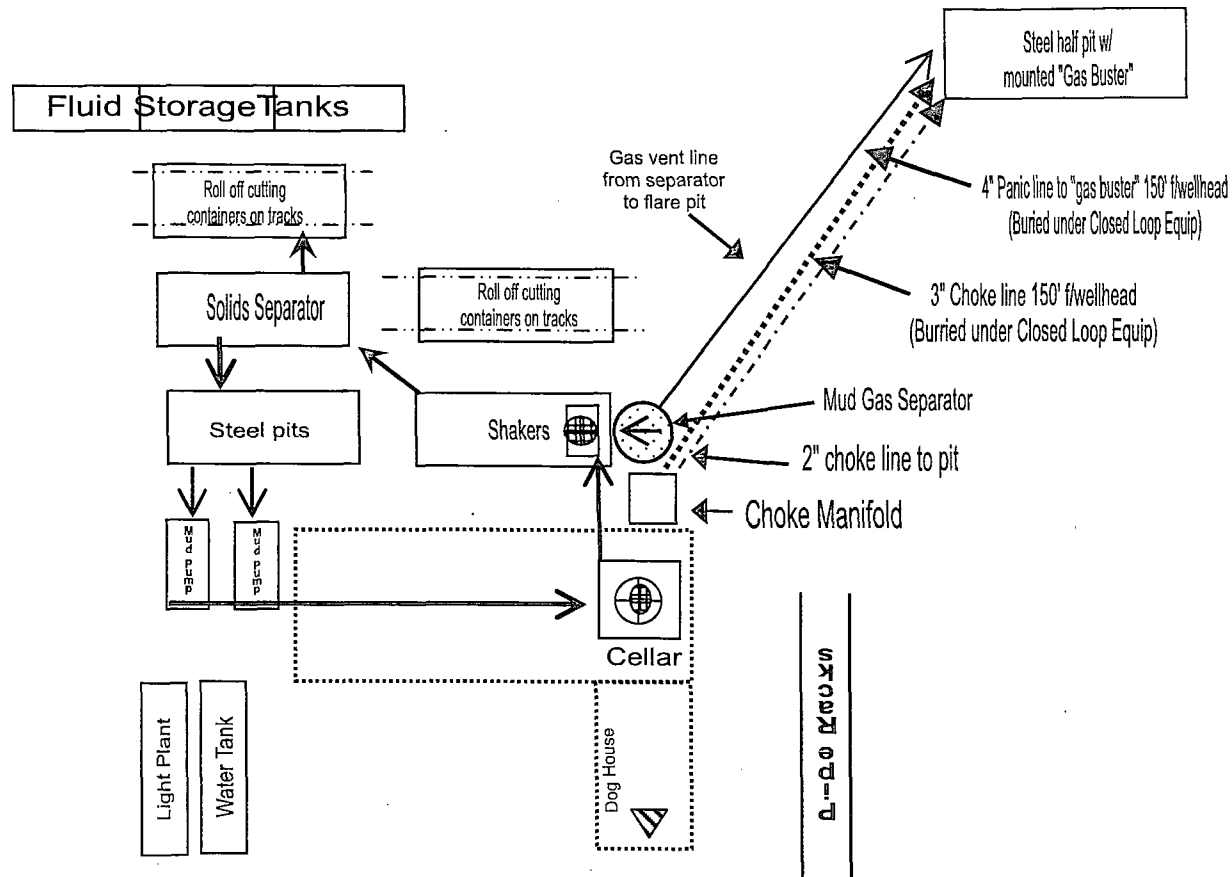 Steel half pit w/
mounted "Gas Buster"
Fluid Storage Tanks
Gas vent line
from separator
to flare pit
Roll off cutting
containers on tracks
4" Panic line to "gas buster" 150' f/wellhead
(Buried under Closed Loop Equip)
Solids Separator
Roll off cutting
containers on tracks
3" Choke line 150' f/wellhead
(Burried under Closed Loop Equip)
Steel pits
Shakers
Mud Gas Separator
2" choke line to pit
Choke Manifold
Mud Pump
Mud Pump
Cellar
Light Plant
Water Tank
Dog House
Pipe Racks